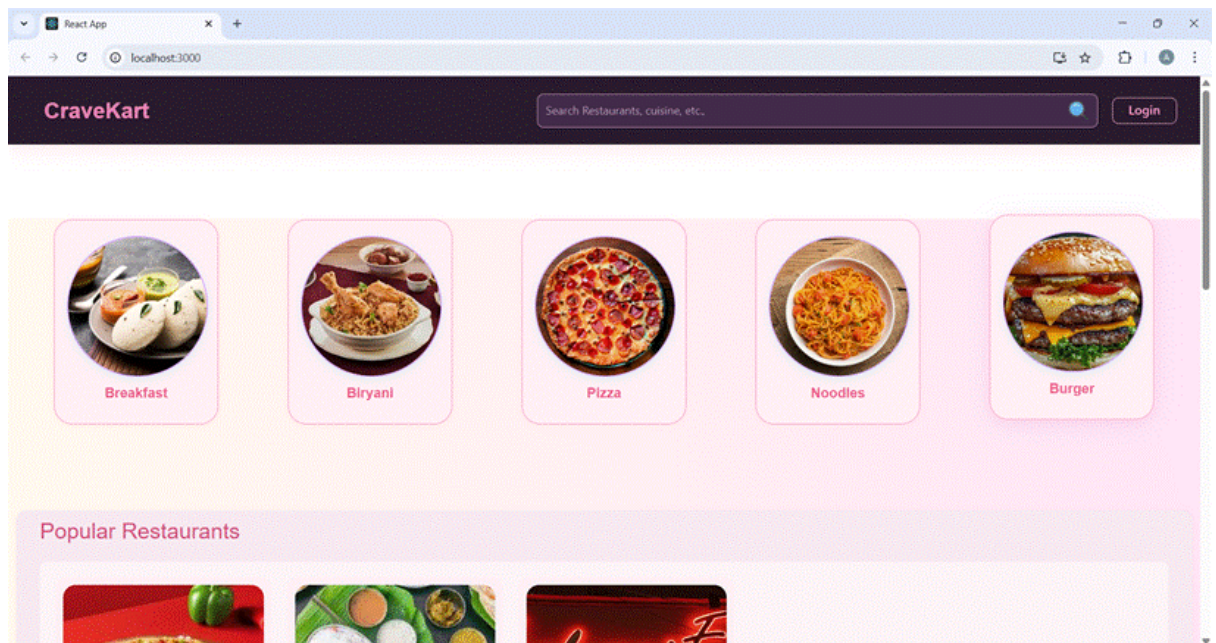 React App
localhost:3000
A
CraveKart
Search Restaurants, cuisine, etc..
Login
Breakfast
Biryani
Pizza
Noodles
Burger
Popular Restaurants